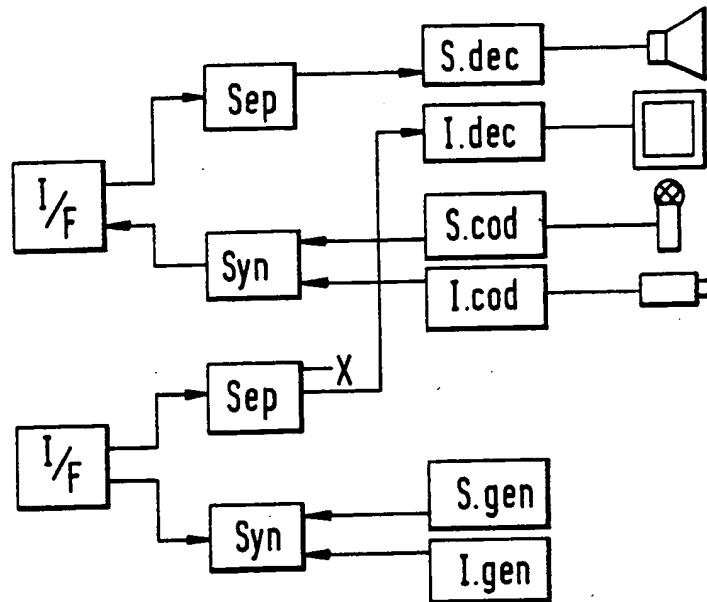 S.dec
Sep
I.dec
I/F
S.cod
Syn
I.cod
Sep
X
I/F
S.gen
Syn
I.gen